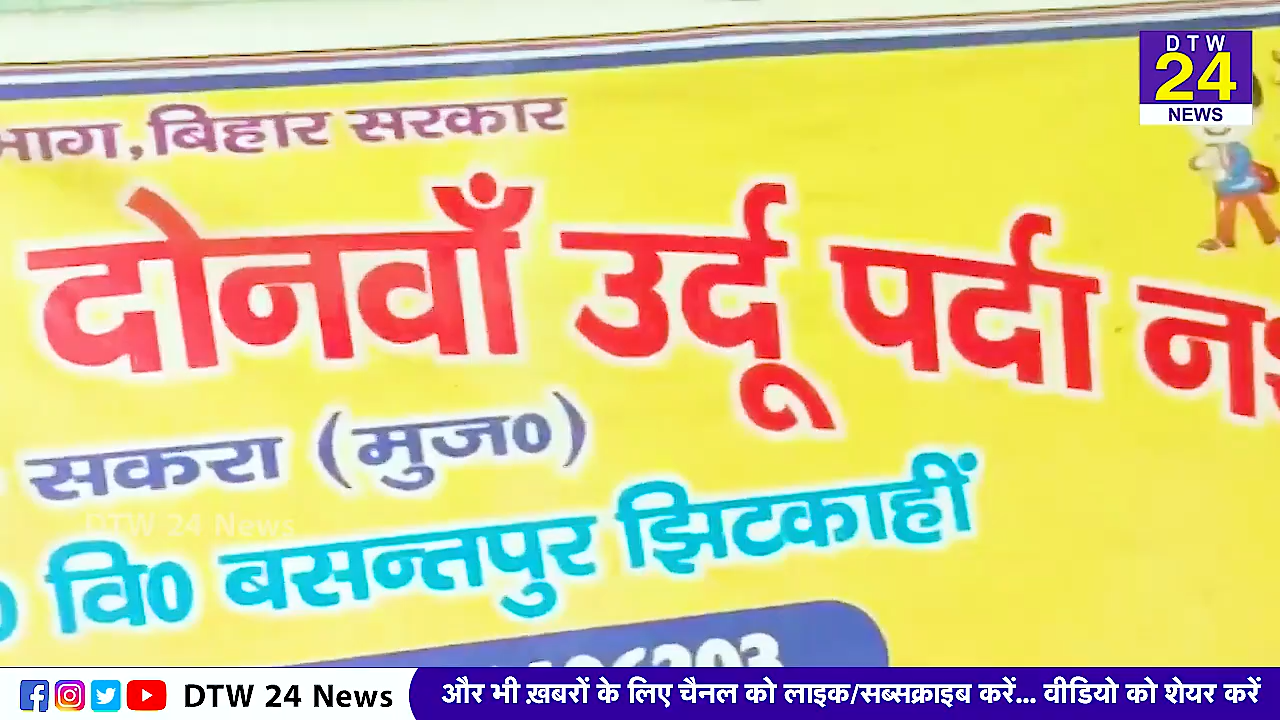 DTW
24
NEWS
बिहार सरकार
दोनवाँ उर्दू पर्दा
सकरा (मुज०)
वि० बसन्तपुर झिटकाहीं
DTW 24 News
DTW 24 News
और भी ख़बरों के लिए चैनल को लाइक/सब्सक्राइब करें... वीडियो को शेयर करें